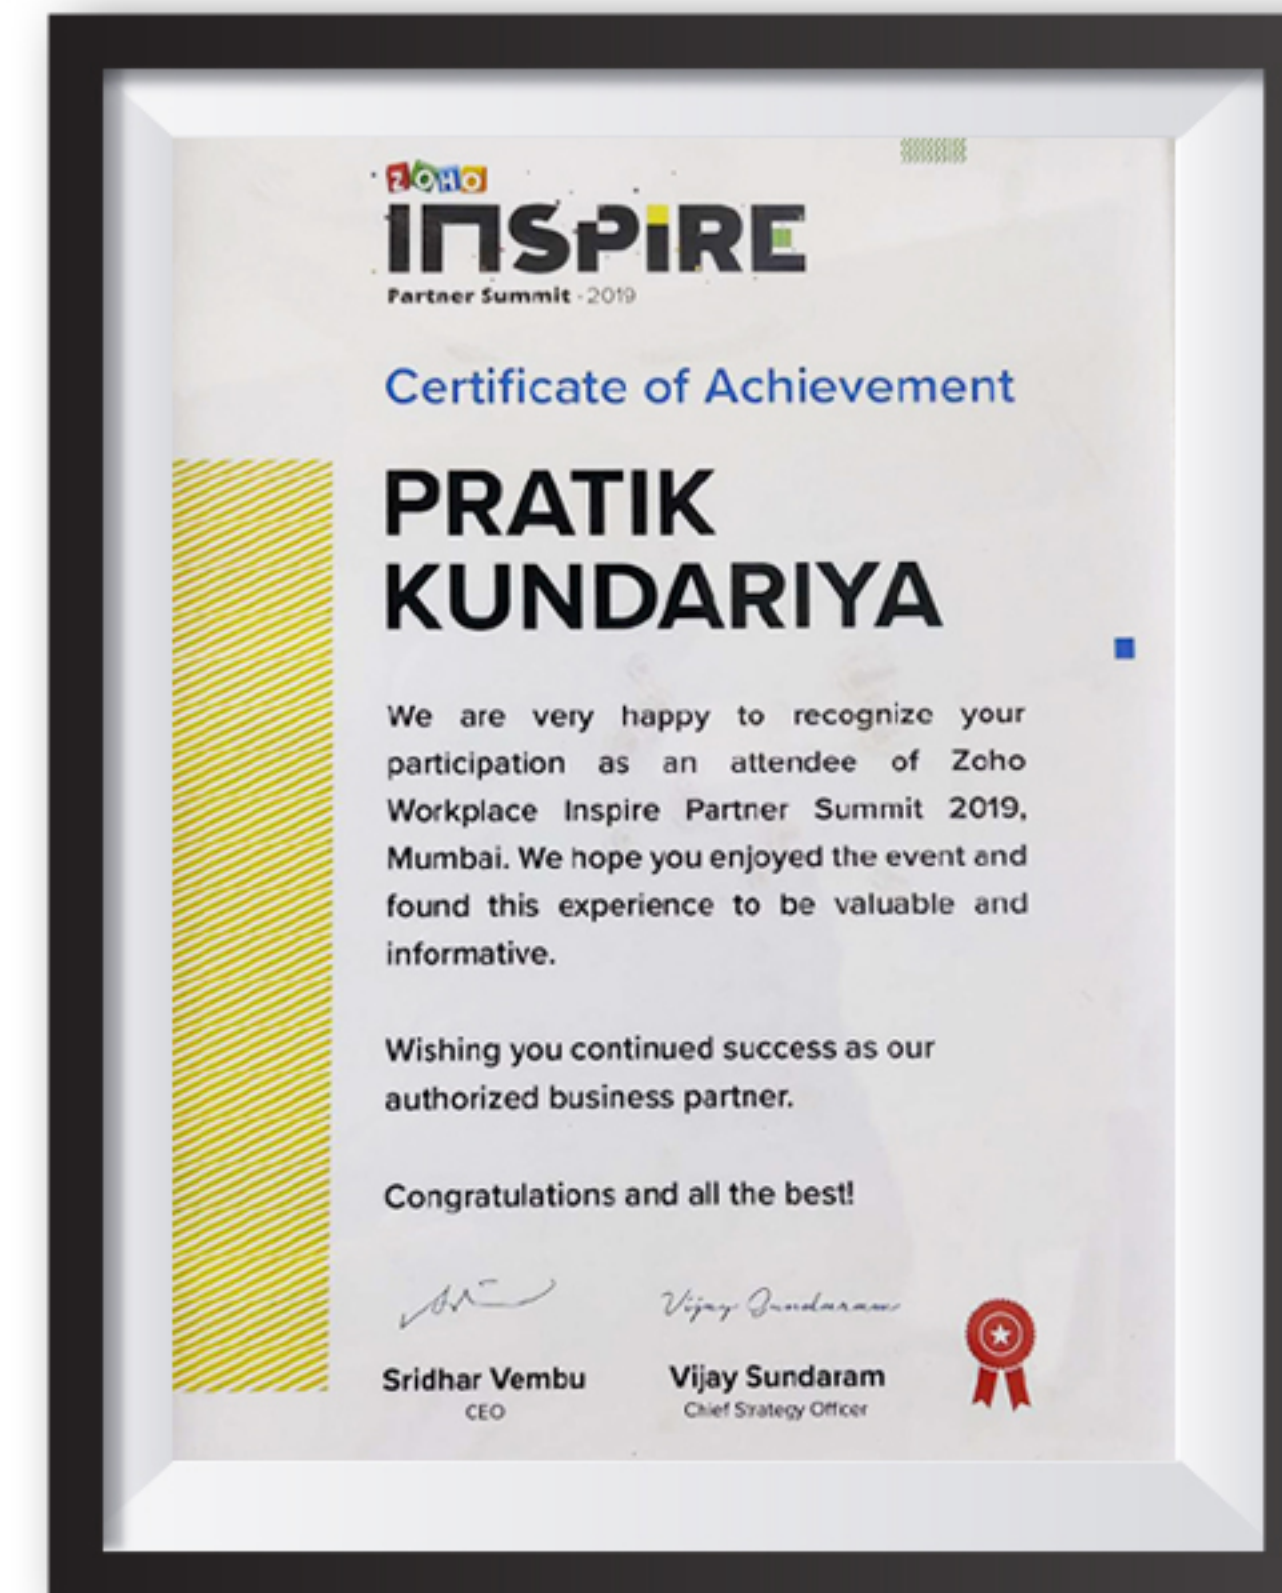 ZOHO
INSPIRE
Partner Summit - 2019
Certificate of Achievement
PRATIK
KUNDARIYA
We are very happy to recognize your
participation as an attendee of Zoho
Workplace Inspire Partner Summit 2019,
Mumbai. We hope you enjoyed the event and
found this experience to be valuable and
informative.
Wishing you continued success as our
authorized business partner.
Congratulations and all the best!
Vijay Sundaram
Sridhar Vembu
Vijay Sundaram
CEO
Chief Strategy Officer